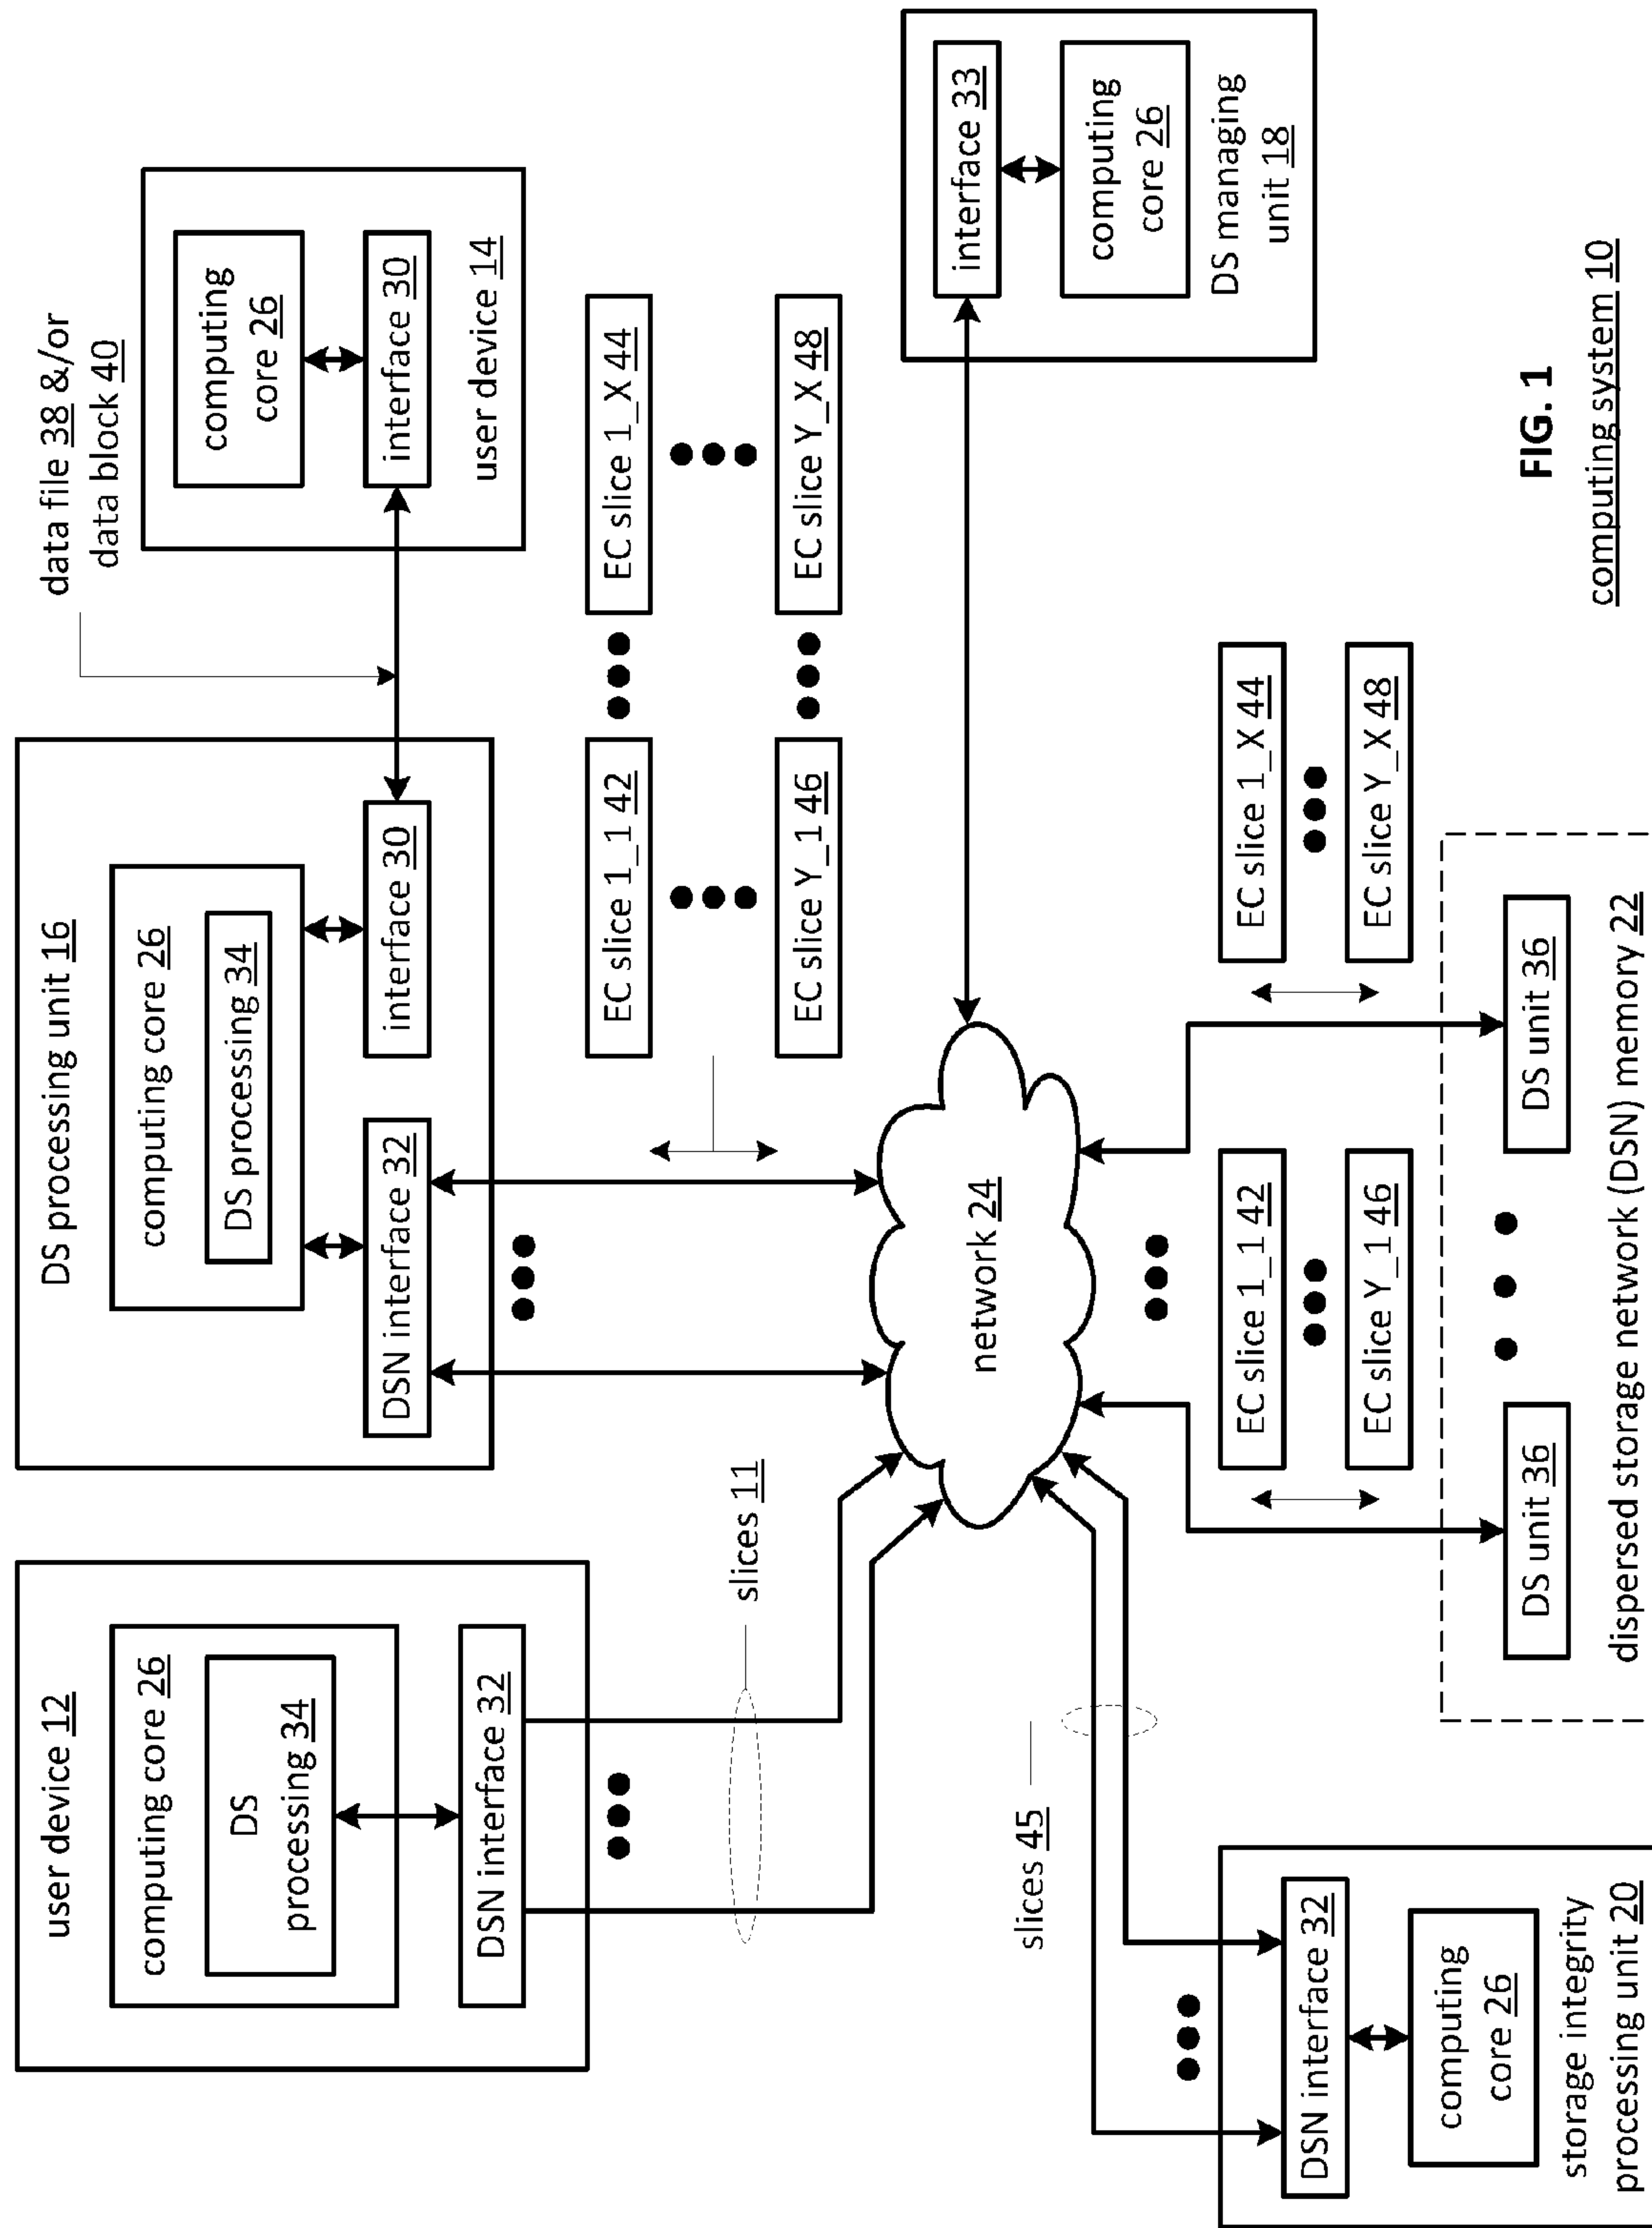 user device 12
computing core 26
DS
processing 34
DSN interface 32
DS processing unit 16
computing core 26
DS processing 34
DSN interface 32
interface 30
data file 38 &/or
data block 40
computing
core 26
interface 30
user device 14
slices 11
EC slice 1_1 42
EC slice 1_X 44
EC slice Y_1 46
EC slice Y_X 48
network 24
interface 33
computing
core 26
DS managing
unit 18
slices 45
DSN interface 32
computing
core 26
storage integrity
processing unit 20
EC slice 1_1 42
EC slice Y_1 46
EC slice 1_X 44
EC slice Y_X 48
DS unit 36
DS unit 36
dispersed storage network (DSN) memory 22
FIG. 1
computing system 10